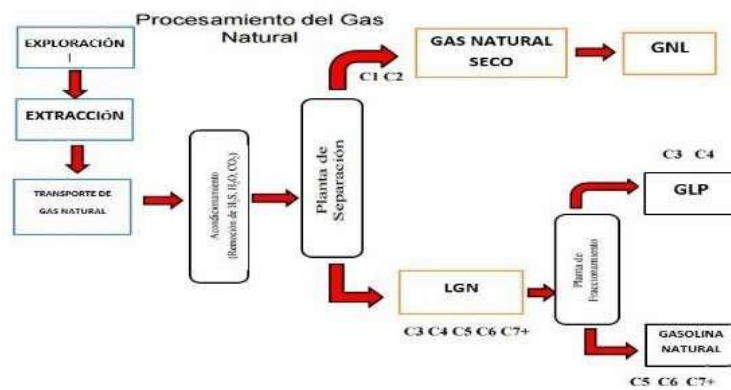 Procesamiento del Gas
Natural
EXPLORACIÓN
EXTRACCIÓN
TRANSPORTE DE
GAS NATURAL
Acondicionamiento
(Remoción de H₂S, H₂O, CO₂)
Planta de
Separación
C1 C2
GAS NATURAL
SECO
GNL
LGN
C3 C4 C5 C6 C7+
Planta de
Fraccionamiento
C3 C4
GLP
GASOLINA
NATURAL
C5 C6 C7+